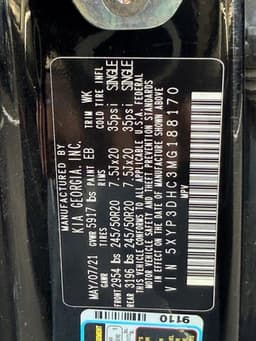 MANUFACTURED BY
KIA GEORGIA, INC.
MAY/07/21 GVWR 5917 lbs PAINT EB TRIM WK
GAWR TIRES RIMS COLD TIRE INFL
FRONT 2954 lbs 245/50R20 7.5JX20 35psi SINGLE
REAR 3196 lbs 245/50R20 7.5JX20 35psi SINGLE
THIS VEHICLE CONFORMS TO ALL APPLICABLE U.S.A. FEDERAL
MOTOR VEHICLE SAFETY AND THEFT PREVENTION STANDARDS
IN EFFECT ON THE DATE OF MANUFACTURE SHOWN ABOVE. MPV
VIN 5XYP3DHC3MG188170
9110